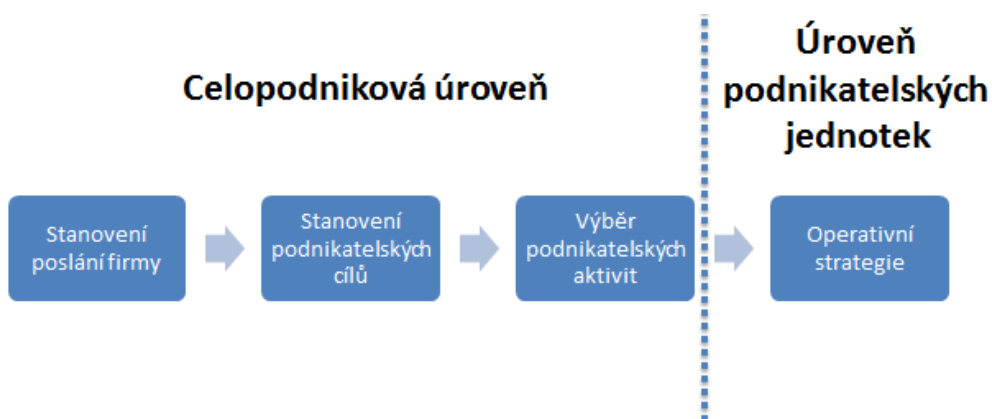 Celopodniková úroveň
Úroveň
podnikatelských
jednotek
Stanovení
poslání firmy
Stanovení
podnikatelských
cílů
Výběr
podnikatelských
aktivit
Operativní
strategie